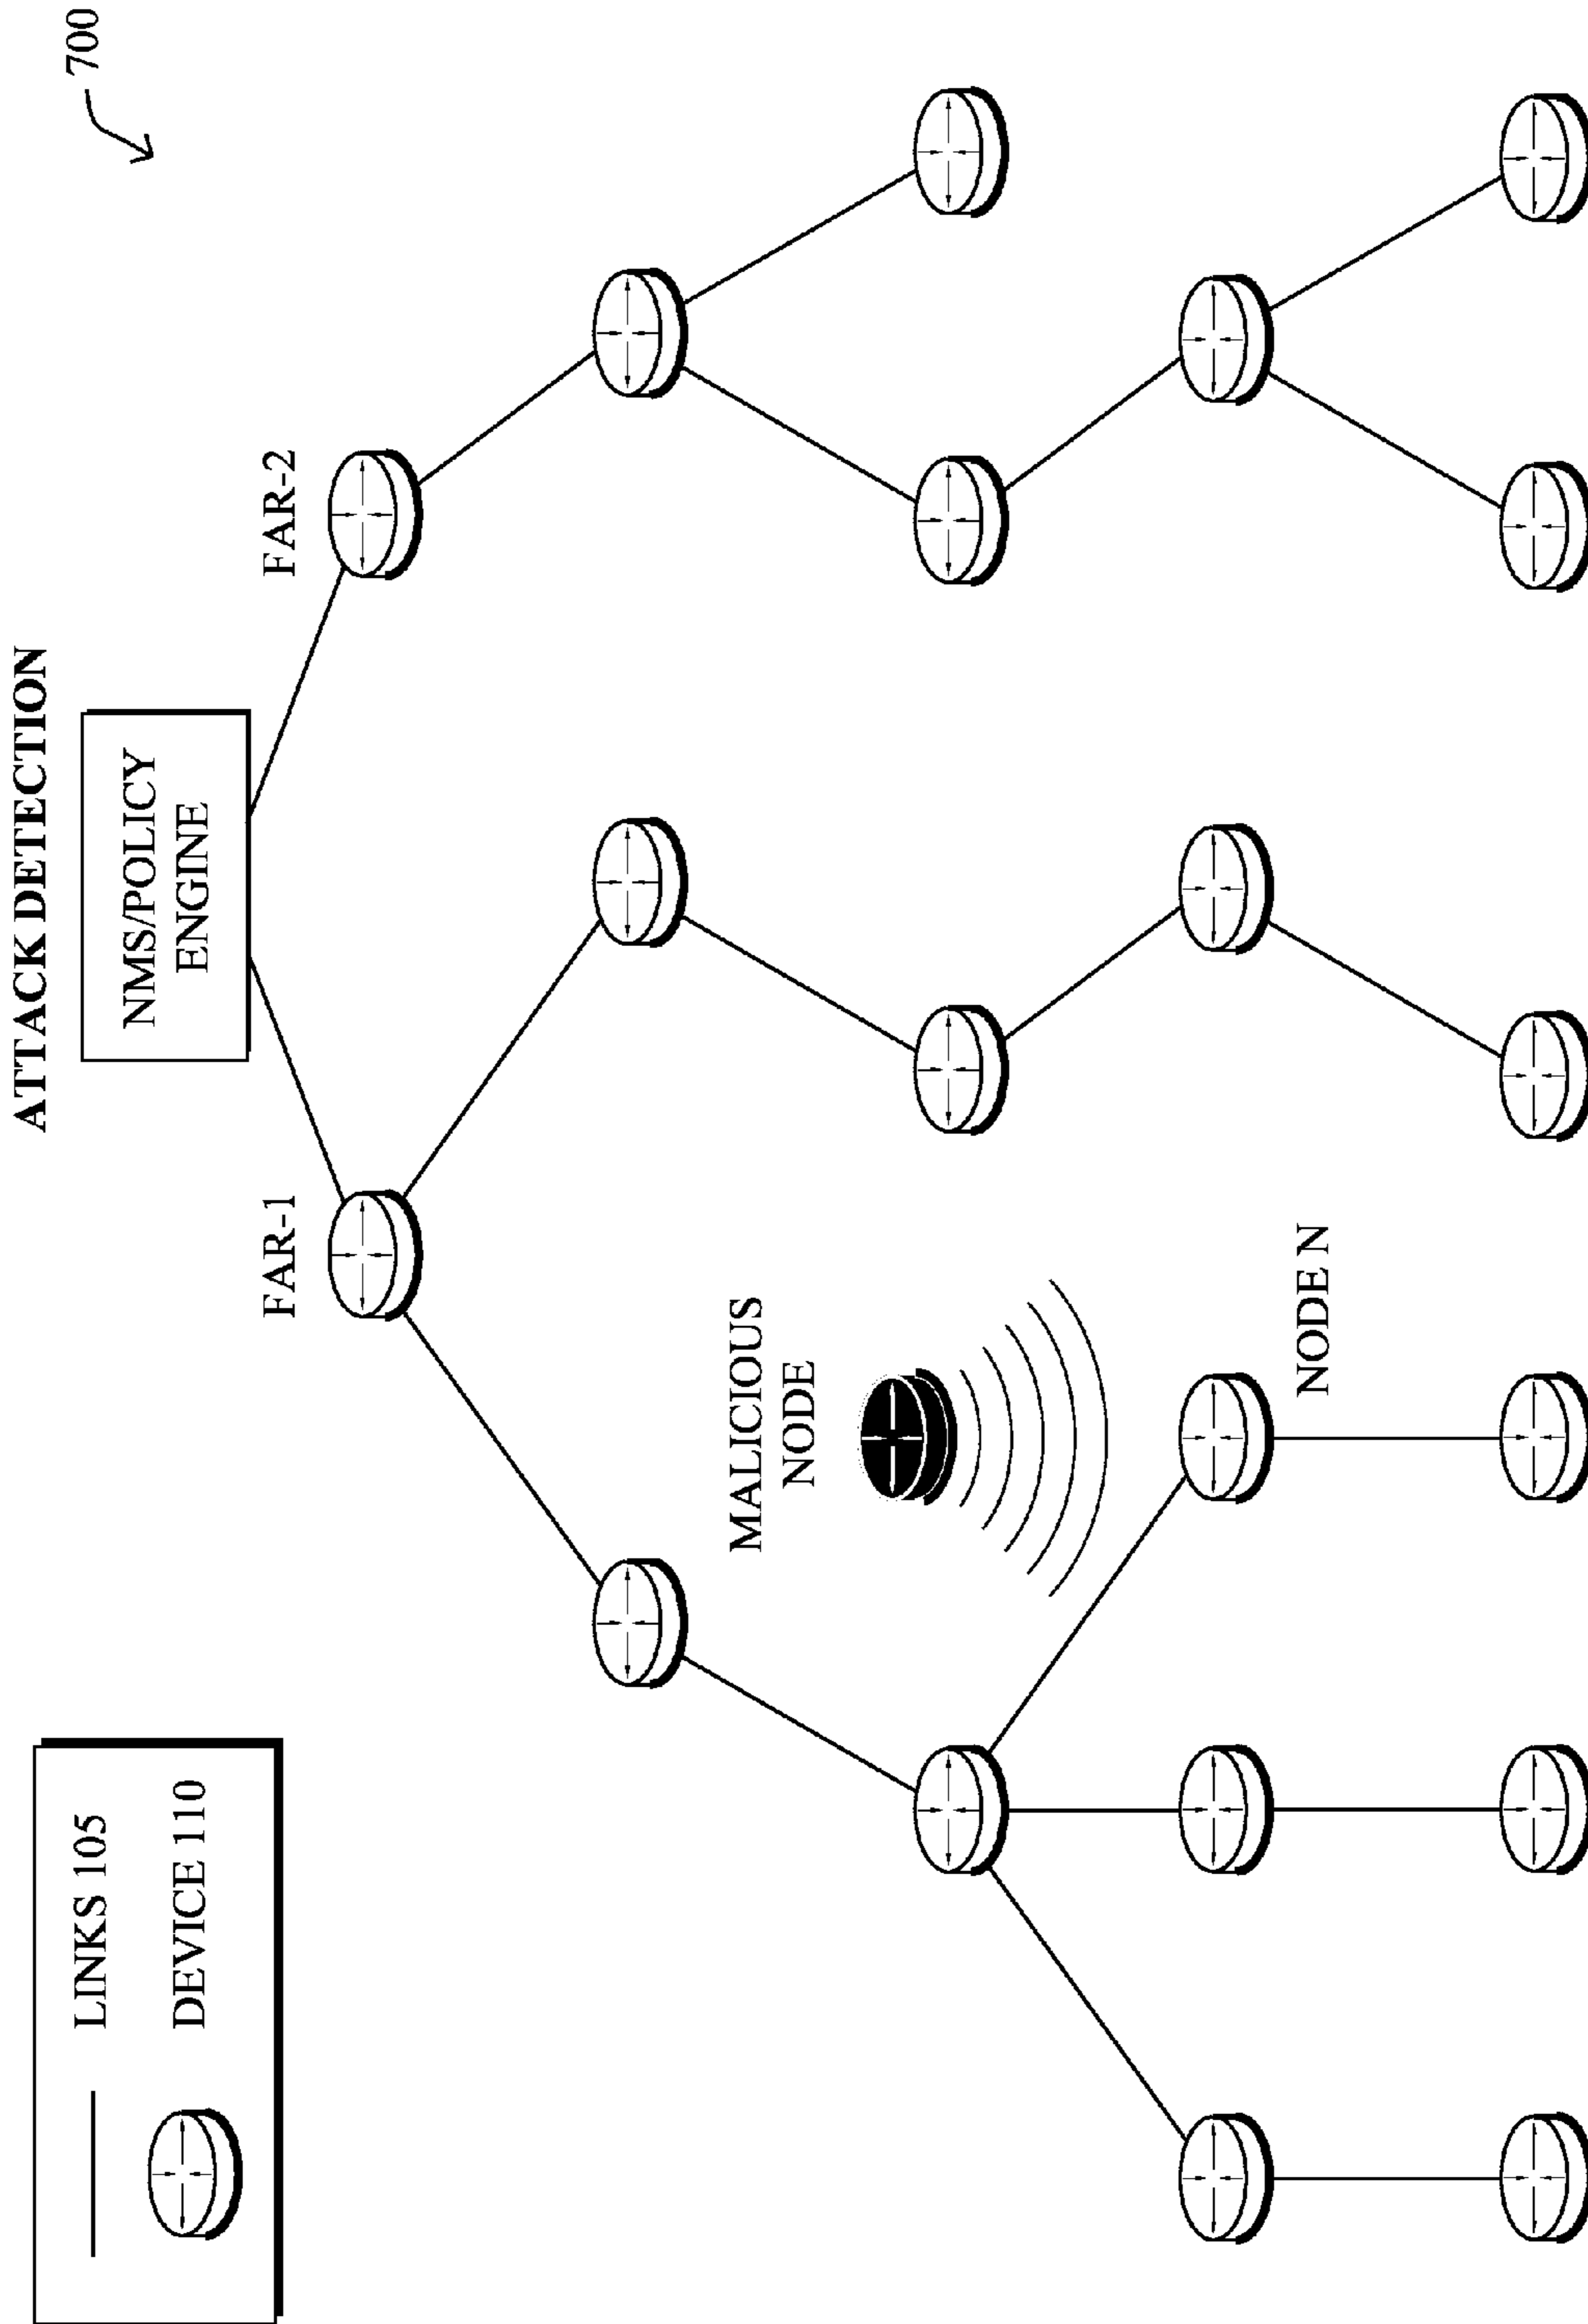 ATTACK DETECTION
700
LINKS 105
DEVICE 110
NMS/POLICY
ENGINE
FAR-1
FAR-2
MALICIOUS
NODE
NODE N